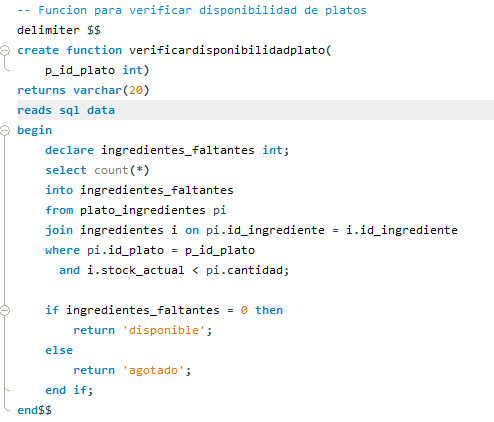 -- Funcion para verificar disponibilidad de platos
delimiter $$
create function verificardisponibilidadplato(
    p_id_plato int)
returns varchar(20)
reads sql data
begin
    declare ingredientes_faltantes int;
    select count(*)
    into ingredientes_faltantes
    from plato_ingredientes pi
    join ingredientes i on pi.id_ingrediente = i.id_ingrediente
    where pi.id_plato = p_id_plato
      and i.stock_actual < pi.cantidad;

    if ingredientes_faltantes = 0 then
        return 'disponible';
    else
        return 'agotado';
    end if;
end$$